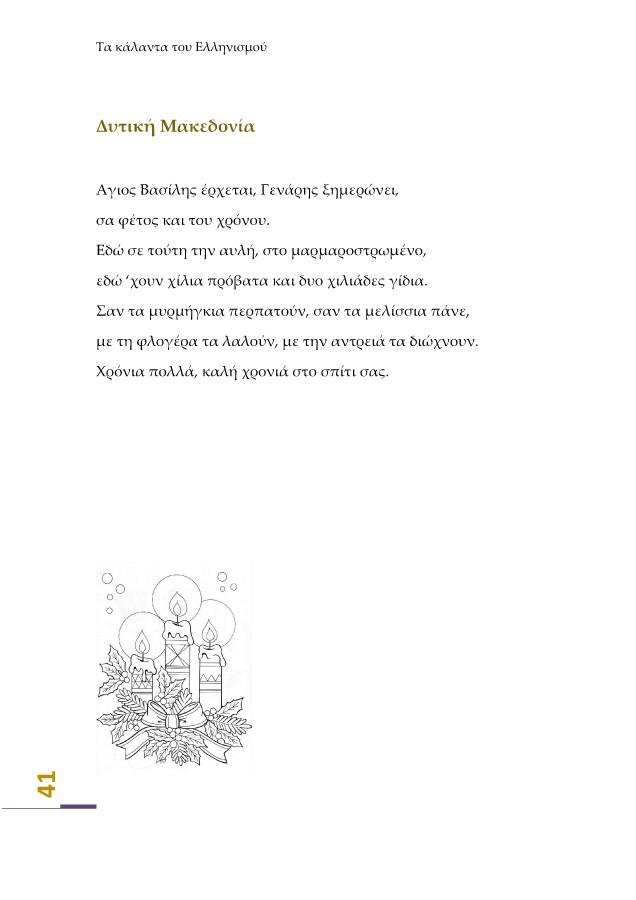 Τα κάλαντα του Ελληνισμού
Δυτική Μακεδονία
Αγιος Βασίλης έρχεται, Γενάρης ξημερώνει,
σα φέτος και του χρόνου.
Εδώ σε τούτη την αυλή, στο μαρμαροστρωμένο,
εδώ ‘χουν χίλια πρόβατα και δυο χιλιάδες γίδια.
Σαν τα μυρμήγκια περπατούν, σαν τα μελίσσια πάνε,
με τη φλογέρα τα λαλούν, με την αντρειά τα διώχνουν.
Χρόνια πολλά, καλή χρονιά στο σπίτι σας.
41